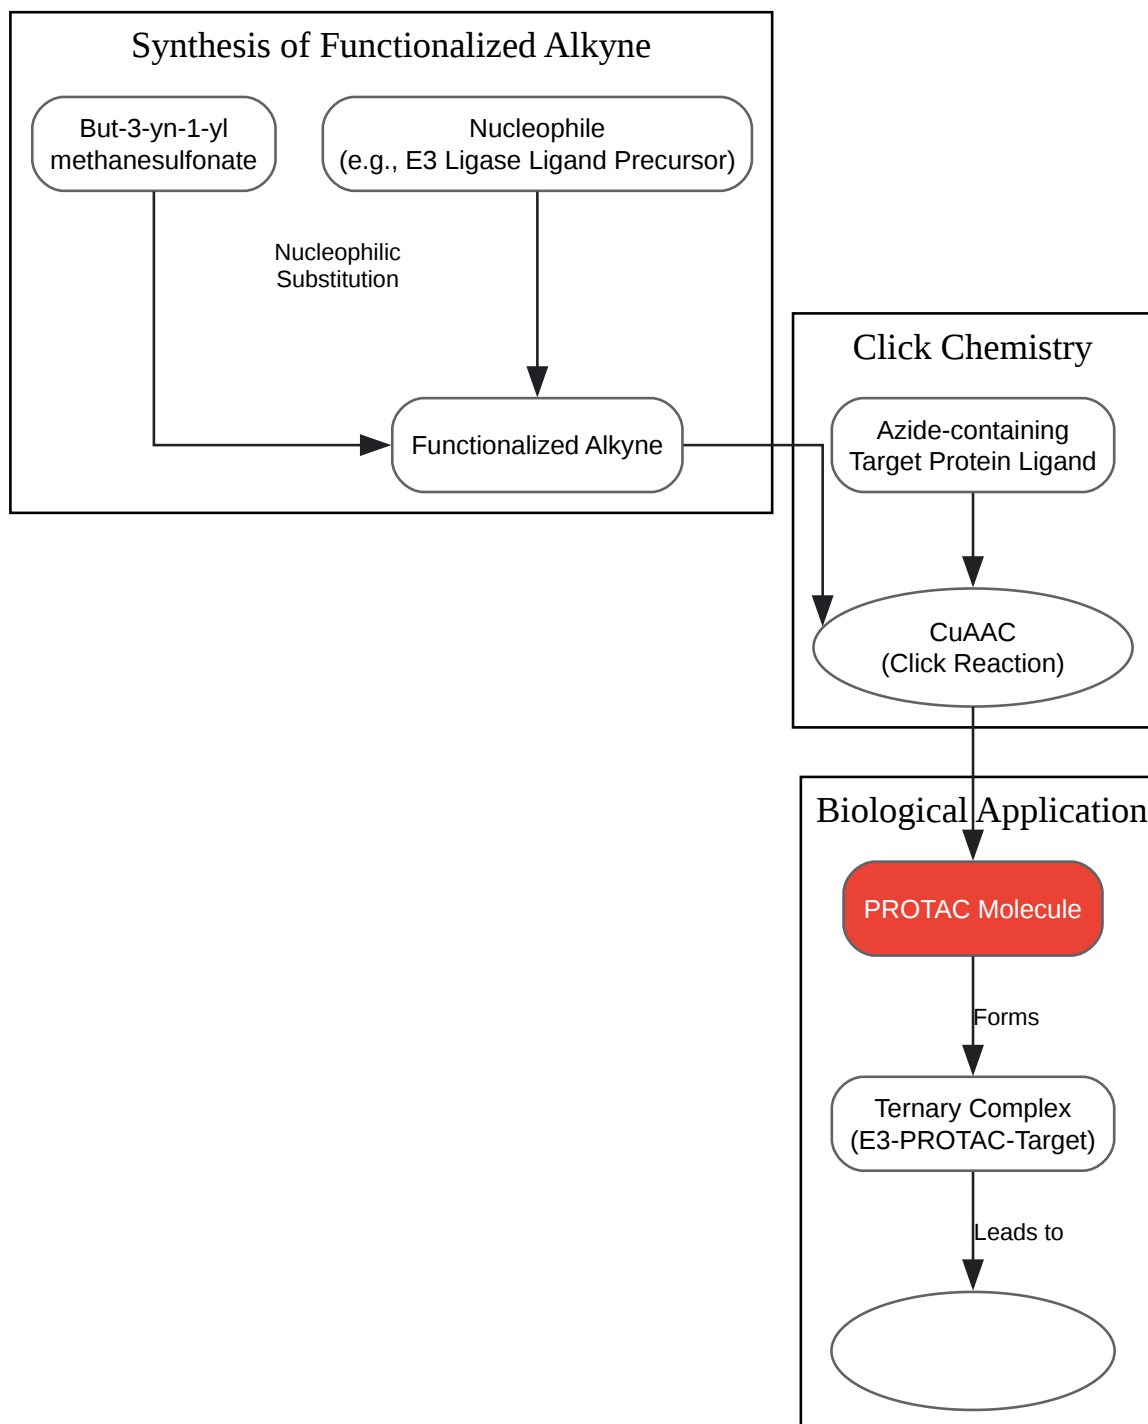 Synthesis of Functionalized Alkyne
But-3-yn-1-yl
methanesulfonate
Nucleophile
(e.g., E3 Ligase Ligand Precursor)
Nucleophilic
Substitution
Functionalized Alkyne
Click Chemistry
Azide-containing
Target Protein Ligand
CuAAC
(Click Reaction)
Biological Application
PROTAC Molecule
Forms
Ternary Complex
(E3-PROTAC-Target)
Leads to